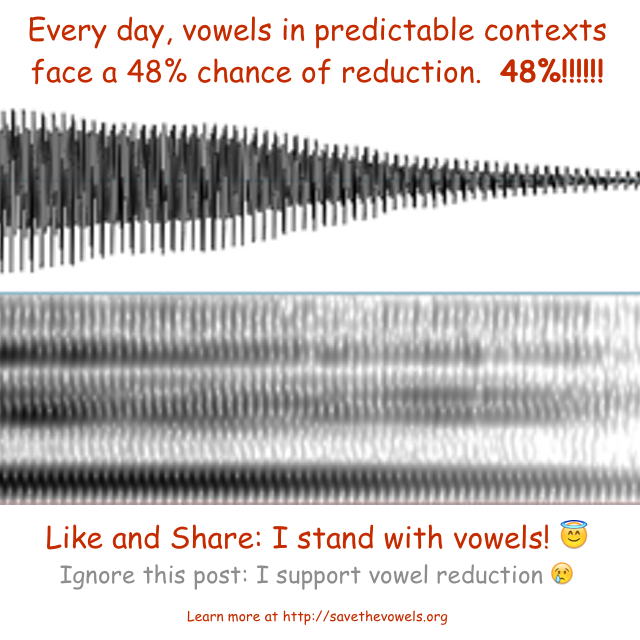 Every day, vowels in predictable contexts
face a 48% chance of reduction. 48%!!!!!!
Like and Share: I stand with vowels! 😇
Ignore this post: I support vowel reduction 😢
Learn more at http://savethevowels.org